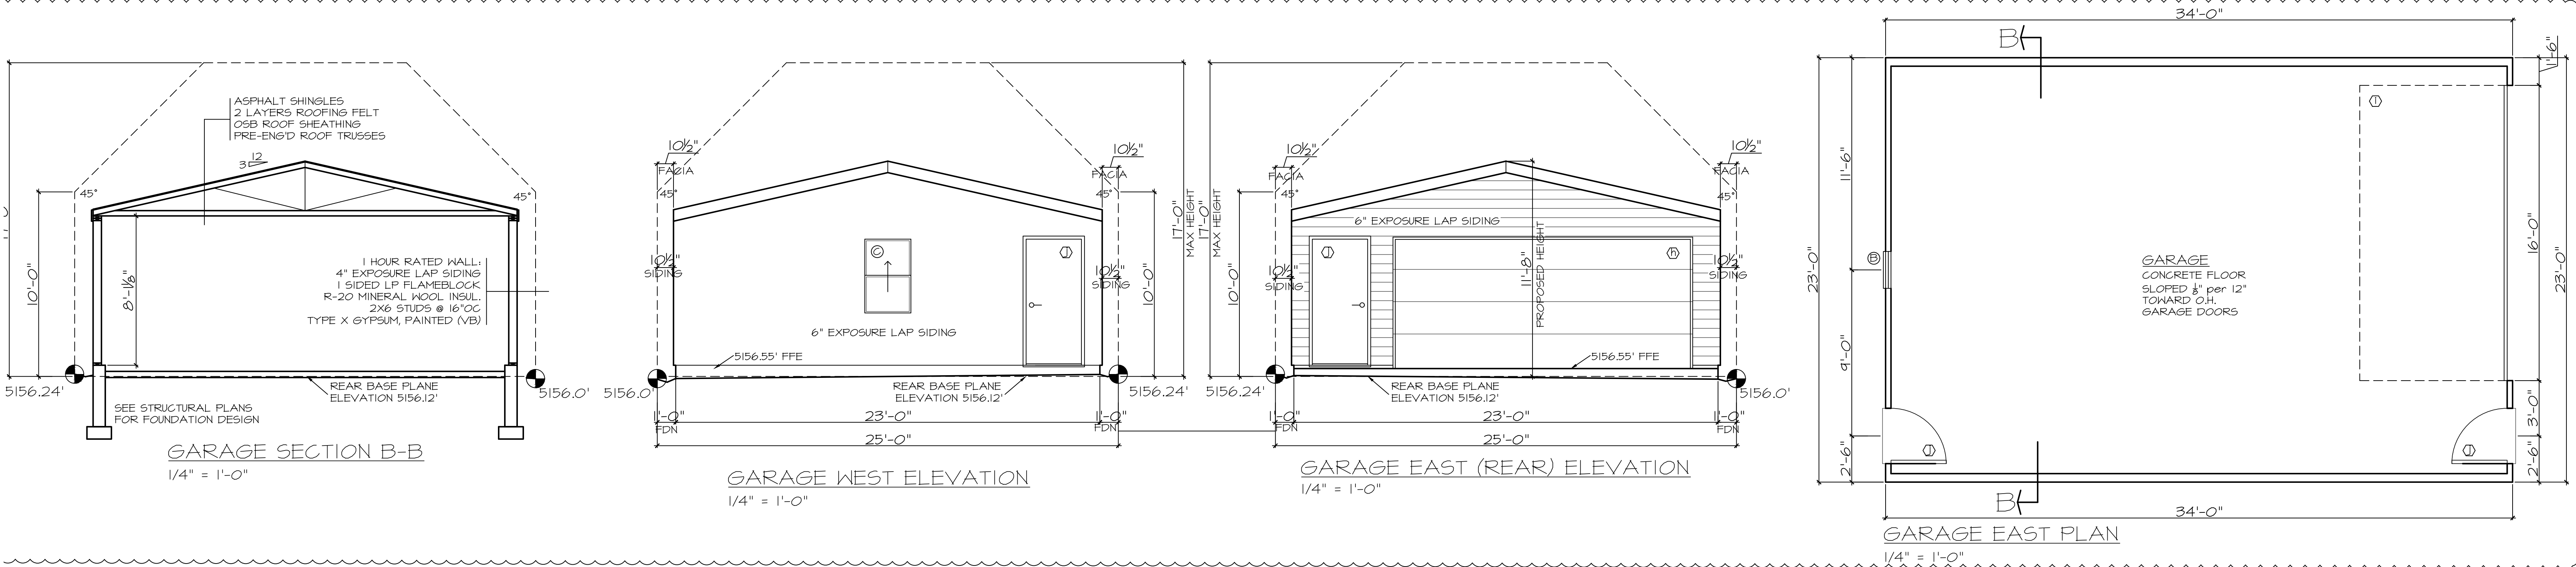 ASPHALT SHINGLES
2 LAYERS ROOFING FELT
OSB ROOF SHEATHING
PRE-ENG'D ROOF TRUSSES
12
3
45°
45°
10'-0"
8'-1⅛"
1 HOUR RATED WALL:
4" EXPOSURE LAP SIDING
1 SIDED LP FLAMEBLOCK
R-20 MINERAL WOOL INSUL.
2X6 STUDS @ 16"OC
TYPE X GYPSUM, PAINTED (VB)
5156.24'
5156.0'
REAR BASE PLANE
ELEVATION 5156.12'
SEE STRUCTURAL PLANS
FOR FOUNDATION DESIGN
GARAGE SECTION B-B
1/4" = 1'-0"
10½"
FACIA
45°
10½"
FACIA
45°
17'-0"
MAX HEIGHT
10½"
SIDING
10½"
SIDING
10'-0"
C
J
6" EXPOSURE LAP SIDING
5156.55' FFE
5156.0'
REAR BASE PLANE
ELEVATION 5156.12'
5156.24'
1'-0"
FDN
23'-0"
1'-0"
FDN
25'-0"
GARAGE WEST ELEVATION
1/4" = 1'-0"
17'-0"
MAX HEIGHT
10½"
FACIA
45°
10½"
FACIA
45°
10'-0"
10½"
SIDING
10½"
SIDING
6" EXPOSURE LAP SIDING
11'-8"
PROPOSED HEIGHT
J
h
5156.55' FFE
5156.24'
REAR BASE PLANE
ELEVATION 5156.12'
5156.0'
1'-0"
FDN
23'-0"
1'-0"
FDN
25'-0"
GARAGE EAST (REAR) ELEVATION
1/4" = 1'-0"
34'-0"
B
1'-6"
11'-6"
16'-0"
23'-0"
23'-0"
B
9'-0"
GARAGE
CONCRETE FLOOR
SLOPED ⅛" per 12"
TOWARD O.H.
GARAGE DOORS
3'-0"
J
J
2'-6"
2'-6"
B
34'-0"
GARAGE EAST PLAN
1/4" = 1'-0"